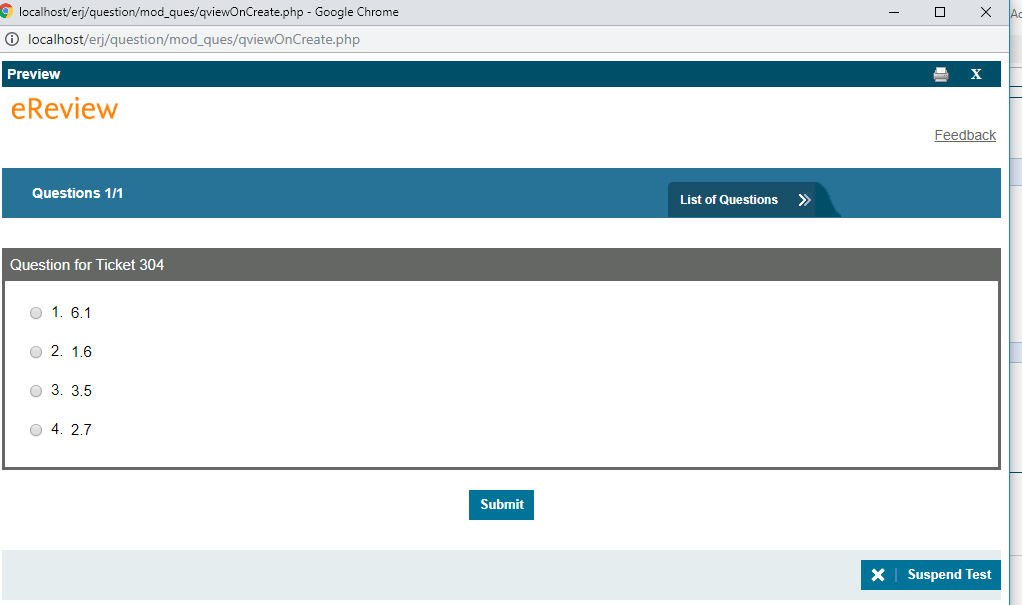 localhost/erj/question/mod_ques/qviewOnCreate.php - Google Chrome
localhost/erj/question/mod_ques/qviewOnCreate.php
Preview X
eReview
Feedback
Questions 1/1
List of Questions
Question for Ticket 304
1. 6.1
2. 1.6
3. 3.5
4. 2.7
Submit
Suspend Test